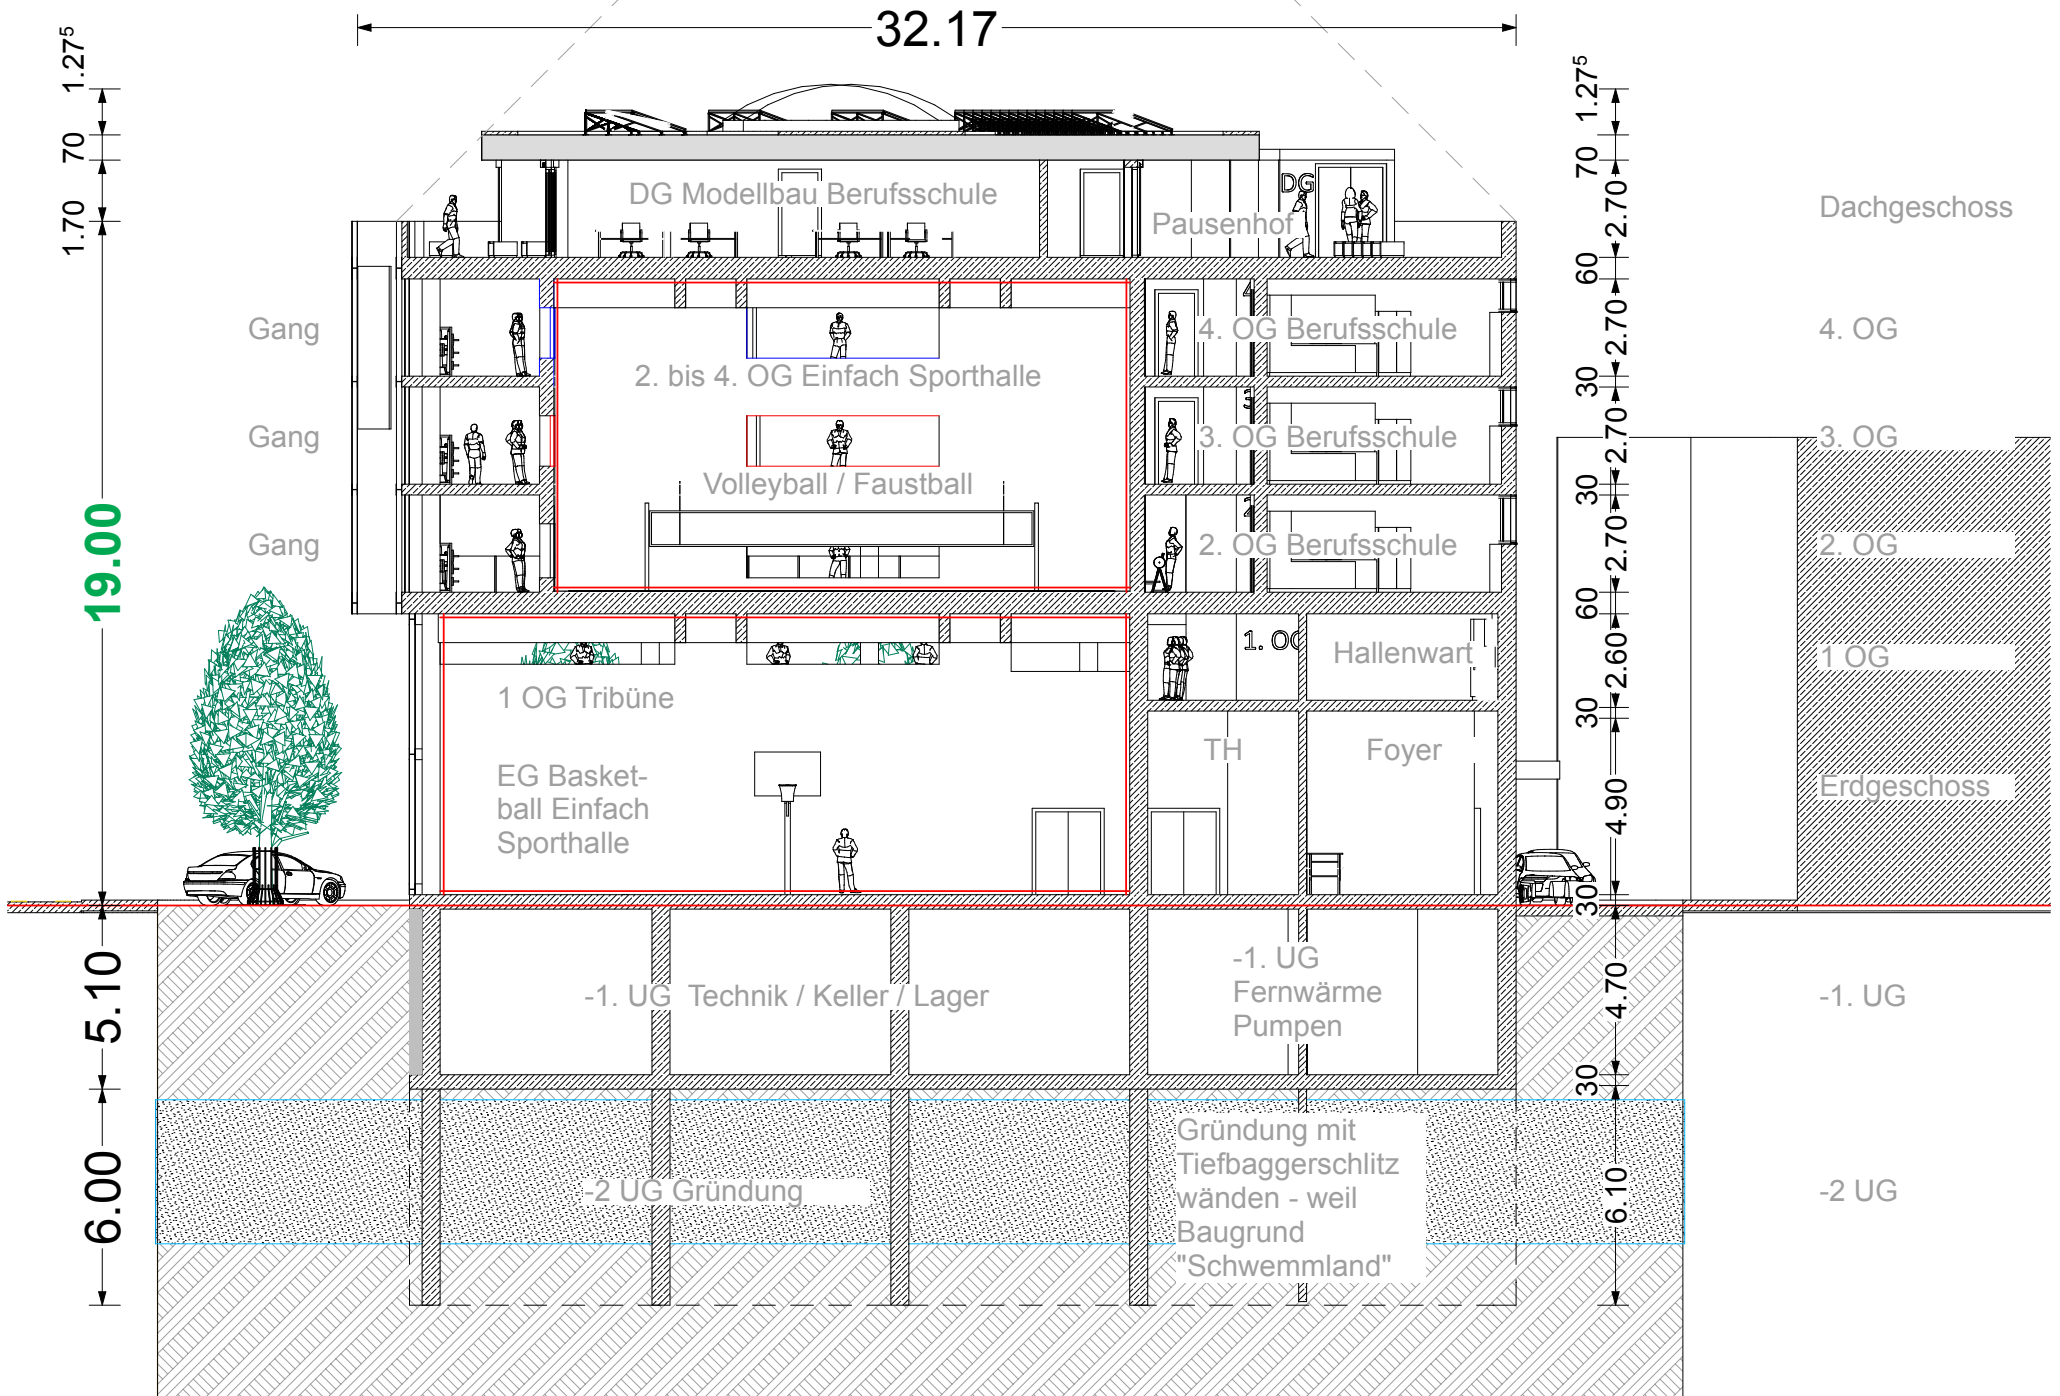 32.17
1.27⁵
70
1.70
19.00
5.10
6.00
1.27⁵
70
2.70
60
2.70
30
2.70
30
2.70
60
2.60
30
4.90
30
4.70
30
6.10
DG Modellbau Berufsschule
Pausenhof
DG
Dachgeschoss
Gang
2. bis 4. OG Einfach Sporthalle
4
4. OG Berufsschule
4. OG
Gang
3
3. OG Berufsschule
3. OG
Volleyball / Faustball
Gang
2
2. OG Berufsschule
2. OG
1. OG
Hallenwart
1 OG
1 OG Tribüne
TH
Foyer
EG Basket-
ball Einfach
Sporthalle
Erdgeschoss
-1. UG Technik / Keller / Lager
-1. UG
Fernwärme
Pumpen
-1. UG
-2 UG Gründung
Gründung mit
Tiefbaggerschlitz
wänden - weil
Baugrund
"Schwemmland"
-2 UG